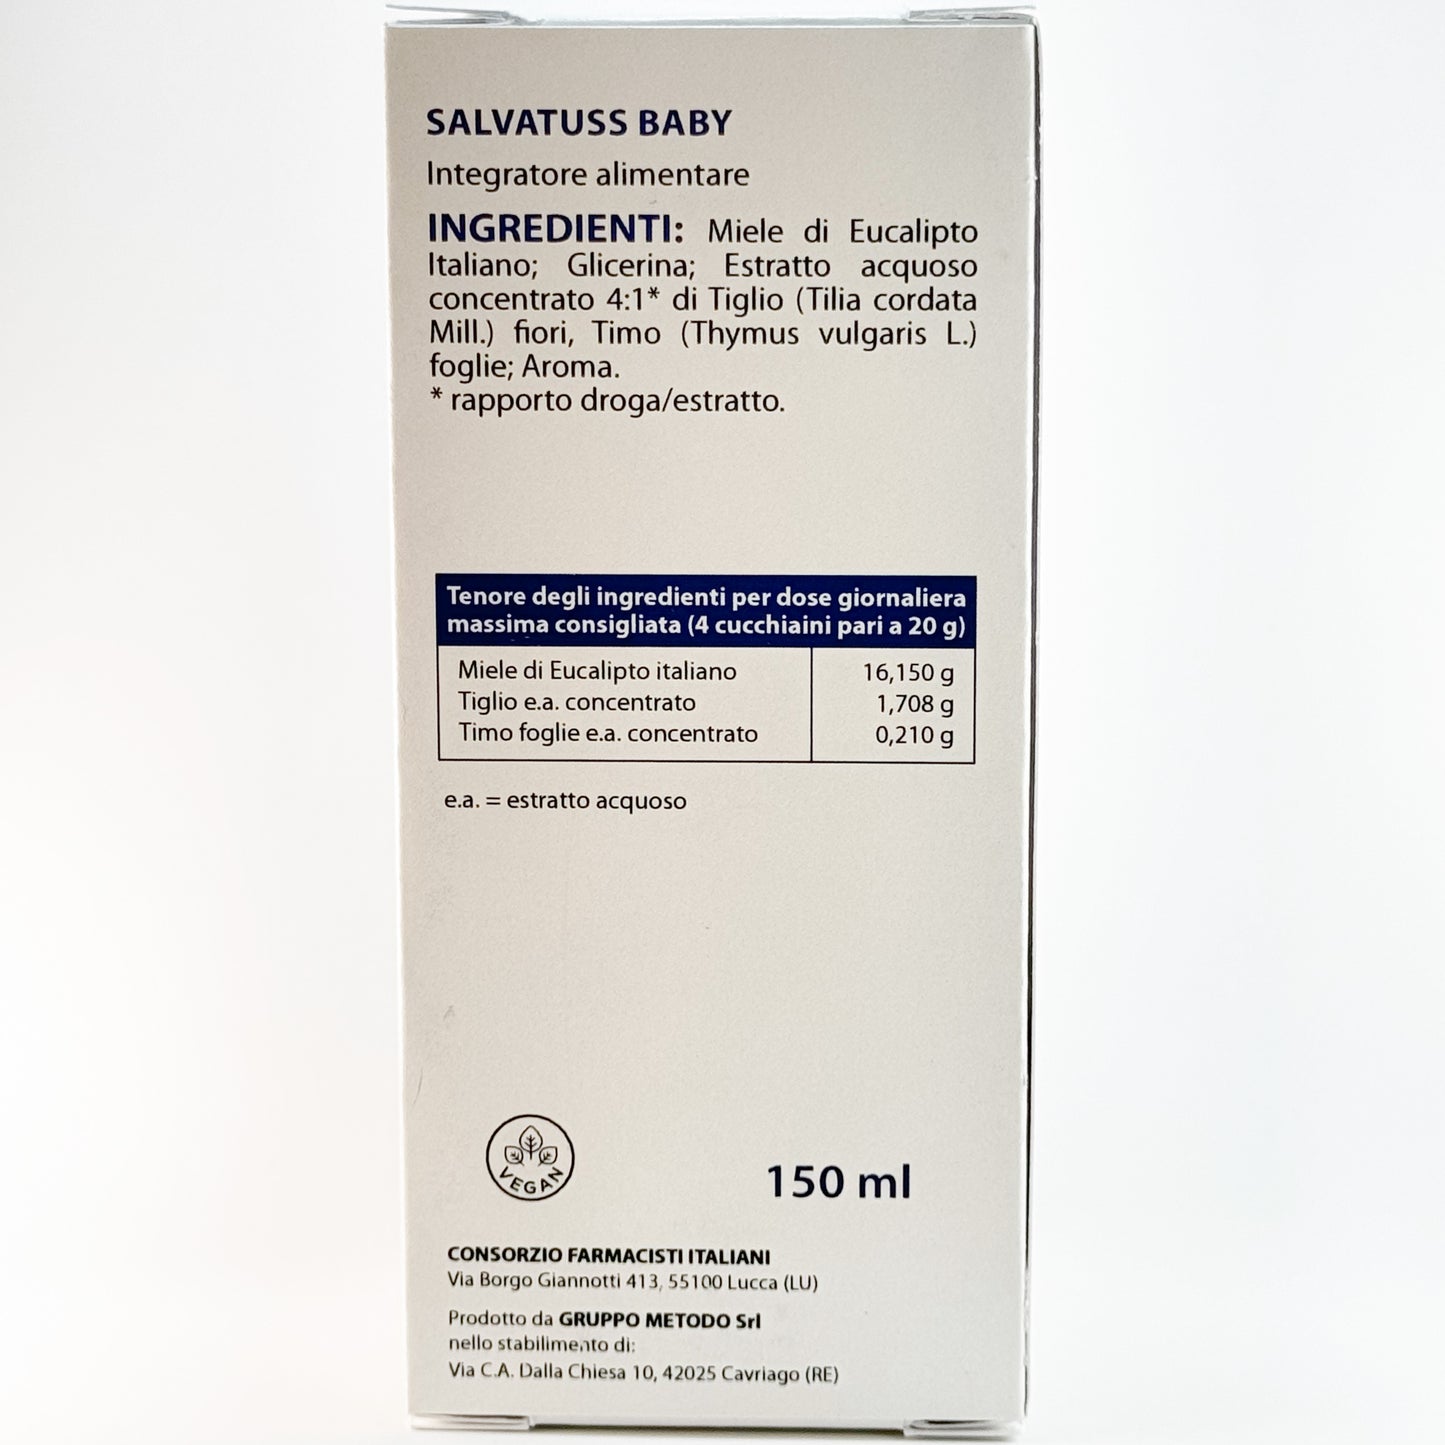 SALVATUSS BABY
Integratore alimentare
INGREDIENTI: Miele di Eucalipto
Italiano; Glicerina; Estratto acquoso
concentrato 4:1* di Tiglio (Tilia cordata
Mill.) fiori, Timo (Thymus vulgaris L.)
foglie; Aroma.
* rapporto droga/estratto.
Tenore degli ingredienti per dose giornaliera
massima consigliata (4 cucchiaini pari a 20 g)
Miele di Eucalipto italiano 16,150 g
Tiglio e.a. concentrato 1,708 g
Timo foglie e.a. concentrato 0,210 g
e.a. = estratto acquoso
VEGAN
150 ml
CONSORZIO FARMACISTI ITALIANI
Via Borgo Giannotti 413, 55100 Lucca (LU)
Prodotto da GRUPPO METODO Srl
nello stabilimento di:
Via C.A. Dalla Chiesa 10, 42025 Cavriago (RE)